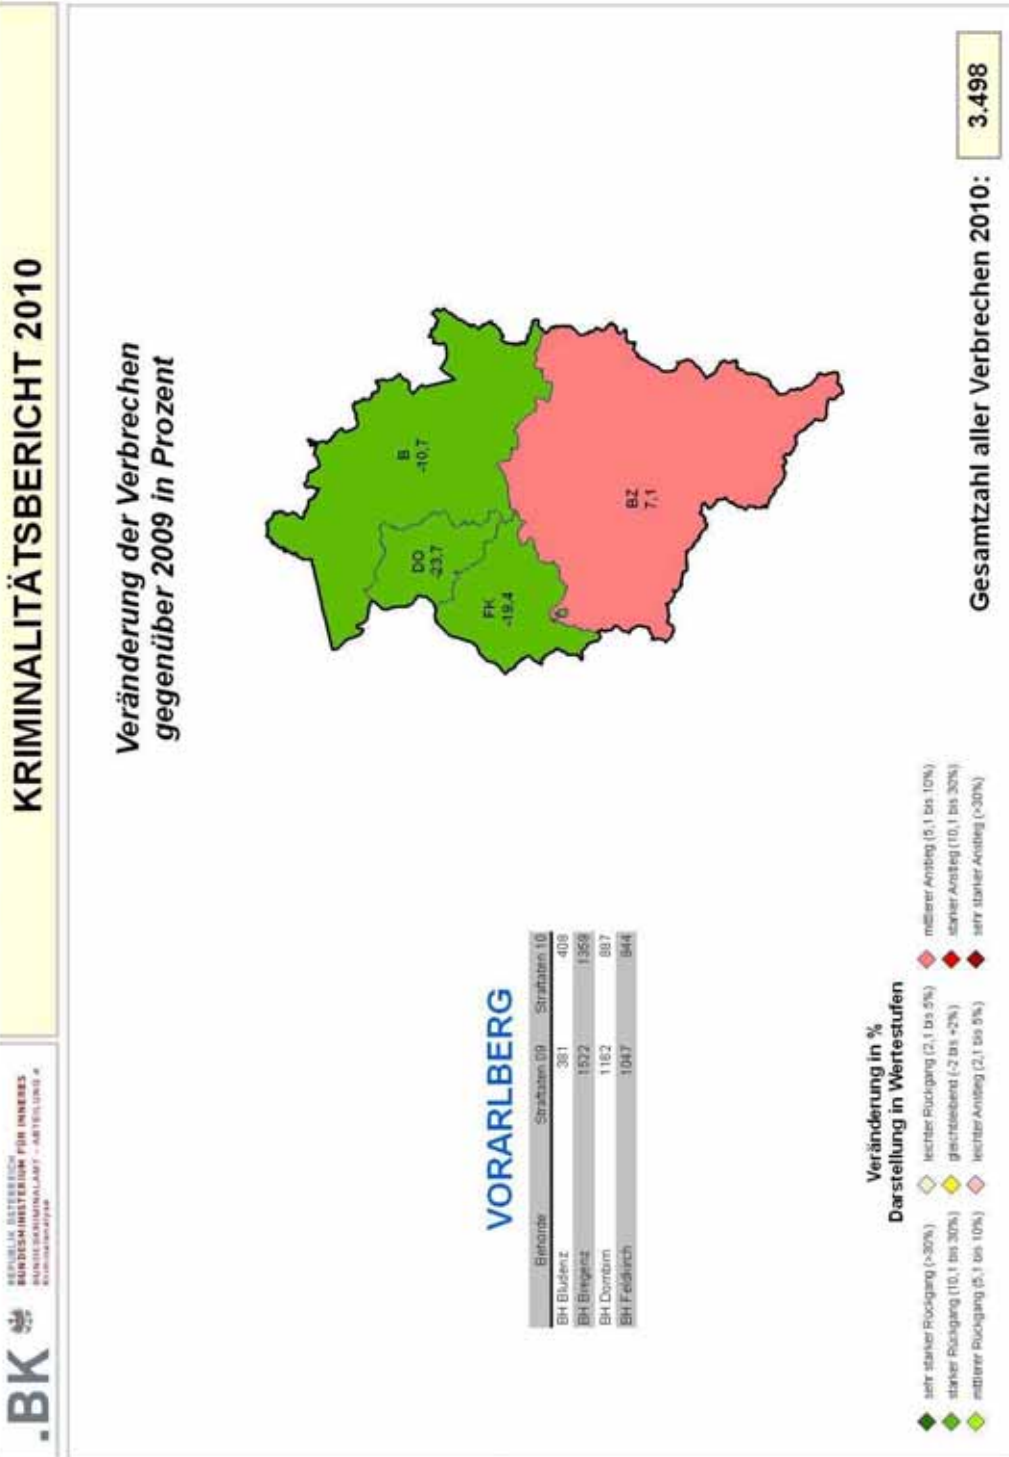 .BK
REPUBLIK ÖSTERREICH
BUNDESMINISTERIUM FÜR INNERES
BUNDESKRIMINALAMT - ABTEILUNG 4
Kriminalanalyse
KRIMINALITÄTSBERICHT 2010
Veränderung der Verbrechen
gegenüber 2009 in Prozent
VORARLBERG
Behörde Straftaten 09 Straftaten 10
BH Bludenz 381 408
BH Bregenz 1522 1359
BH Dornbirn 1162 887
BH Feldkirch 1047 844
B
-10,7
DO
-23,7
FK
-19,4
BZ
7,1
Veränderung in %
Darstellung in Wertestufen
sehr starker Rückgang (>30%) leichter Rückgang (2,1 bis 5%) mittlerer Anstieg (5,1 bis 10%)
starker Rückgang (10,1 bis 30%) gleichbleibend (-2 bis +2%) starker Anstieg (10,1 bis 30%)
mittlerer Rückgang (5,1 bis 10%) leichter Anstieg (2,1 bis 5%) sehr starker Anstieg (>30%)
Gesamtzahl aller Verbrechen 2010: 3.498